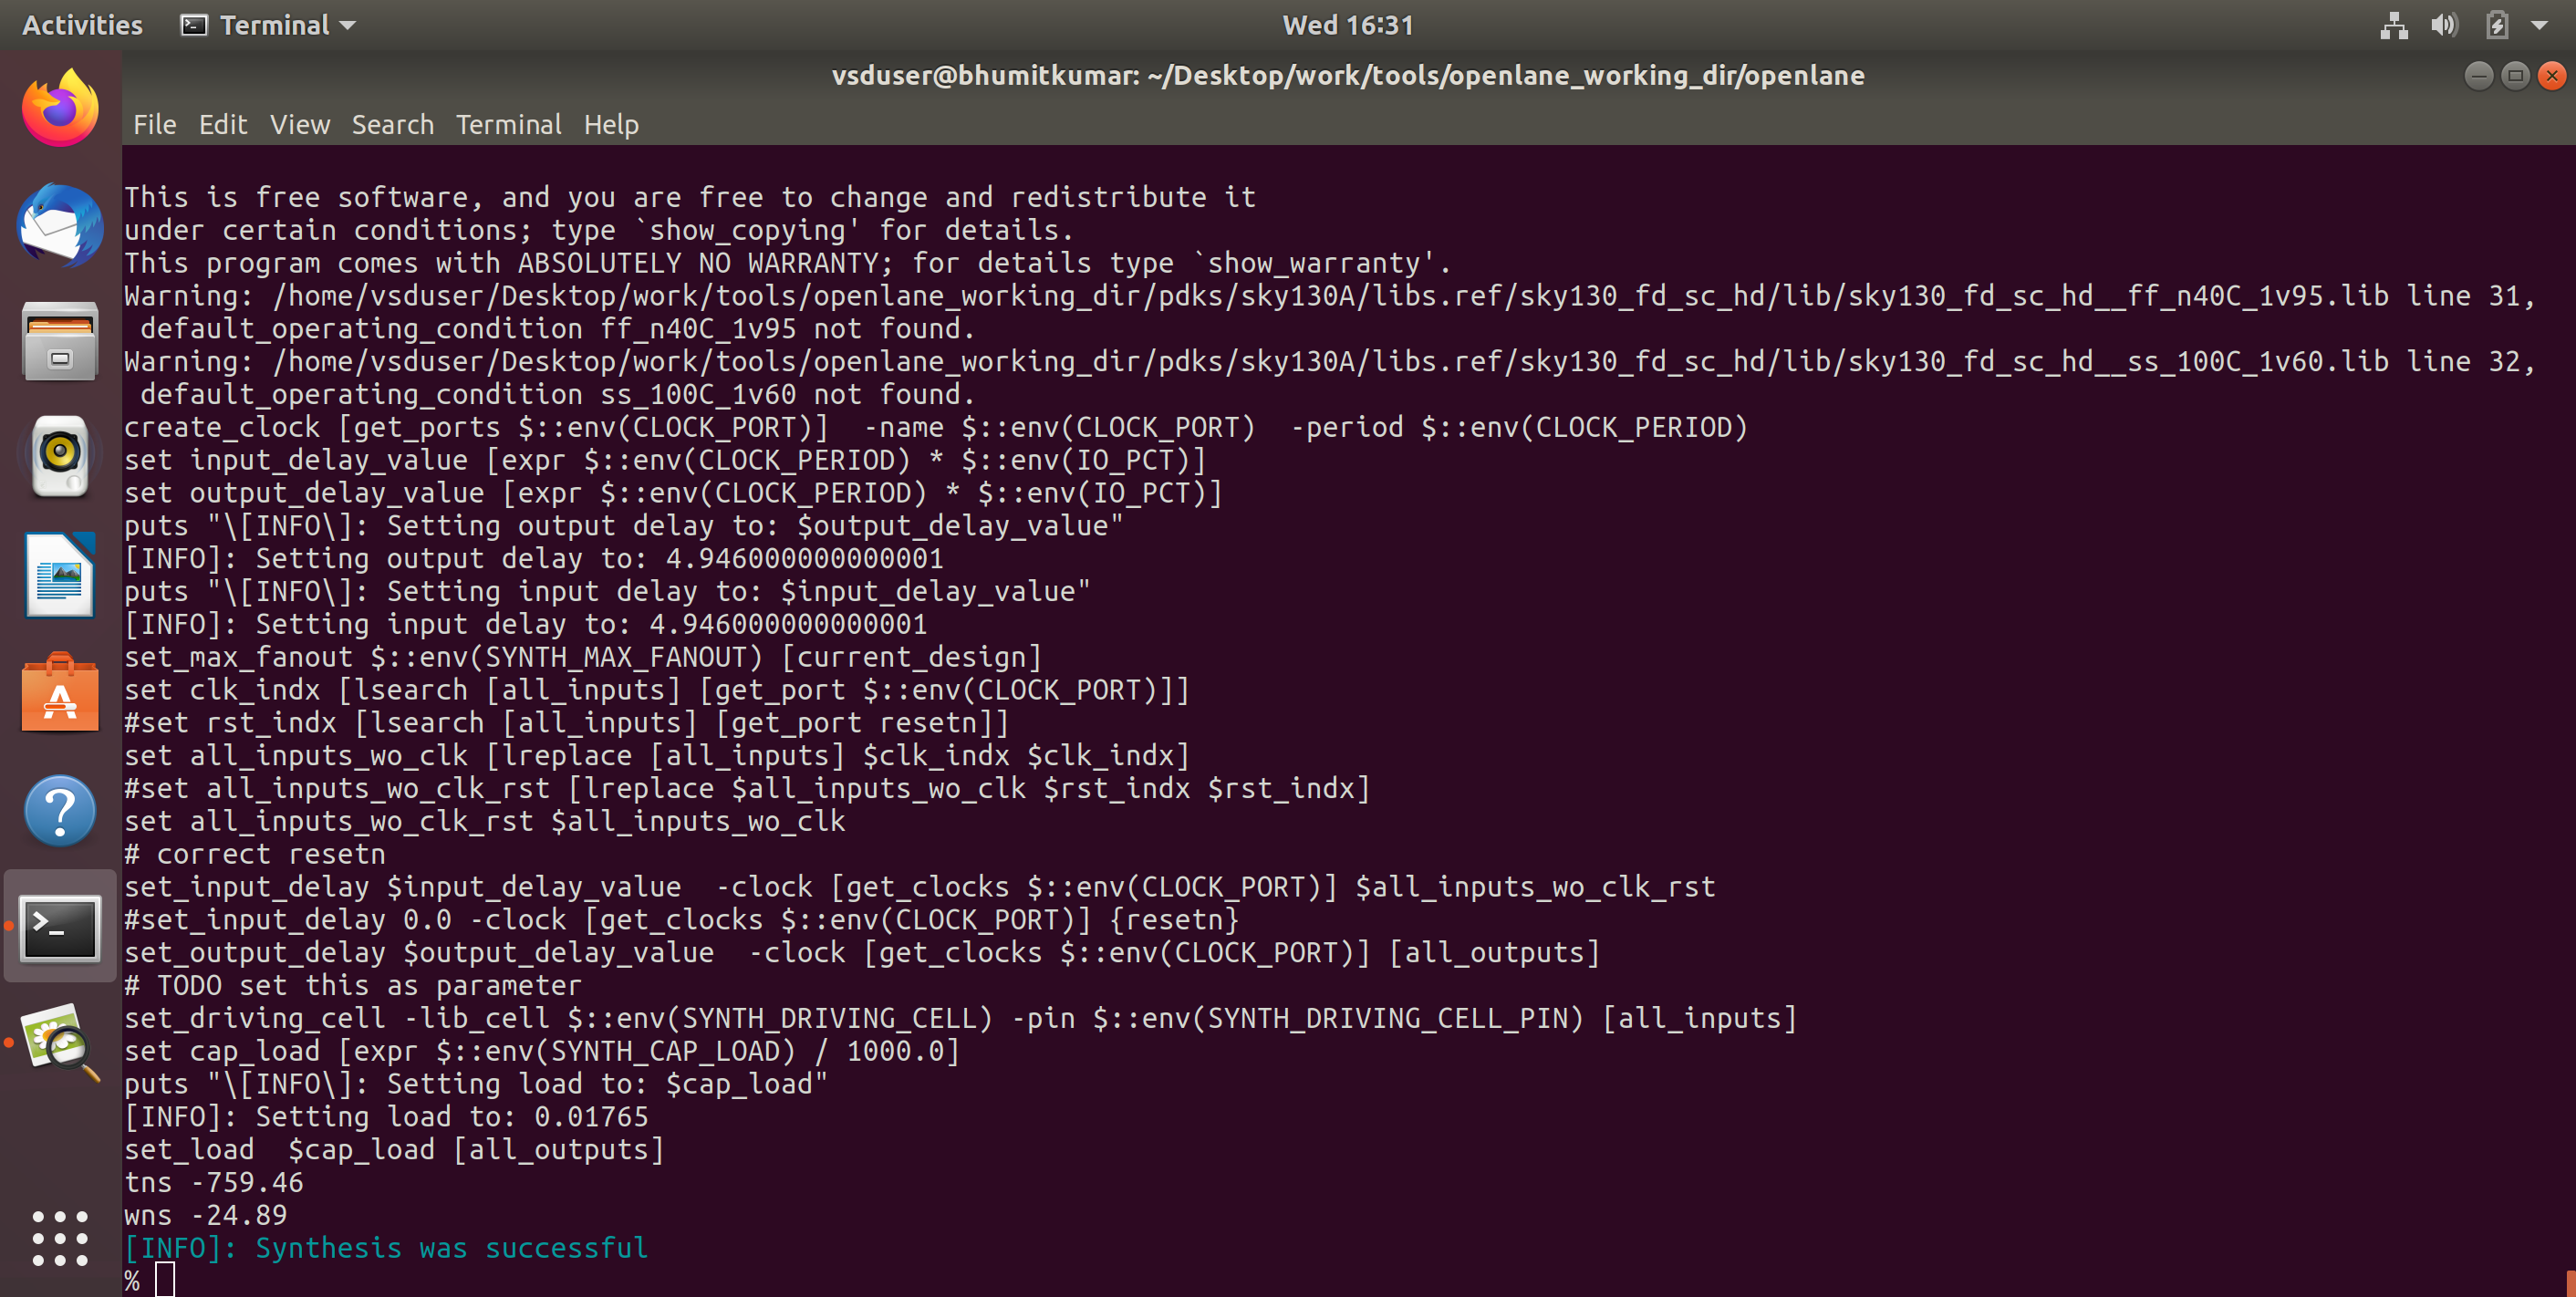 Activities Terminal Wed 16:31
vsduser@bhumitkumar: ~/Desktop/work/tools/openlane_working_dir/openlane
File Edit View Search Terminal Help
This is free software, and you are free to change and redistribute it
under certain conditions; type `show_copying' for details.
This program comes with ABSOLUTELY NO WARRANTY; for details type `show_warranty'.
Warning: /home/vsduser/Desktop/work/tools/openlane_working_dir/pdks/sky130A/libs.ref/sky130_fd_sc_hd/lib/sky130_fd_sc_hd__ff_n40C_1v95.lib line 31,
 default_operating_condition ff_n40C_1v95 not found.
Warning: /home/vsduser/Desktop/work/tools/openlane_working_dir/pdks/sky130A/libs.ref/sky130_fd_sc_hd/lib/sky130_fd_sc_hd__ss_100C_1v60.lib line 32,
 default_operating_condition ss_100C_1v60 not found.
create_clock [get_ports $::env(CLOCK_PORT)]  -name $::env(CLOCK_PORT)  -period $::env(CLOCK_PERIOD)
set input_delay_value [expr $::env(CLOCK_PERIOD) * $::env(IO_PCT)]
set output_delay_value [expr $::env(CLOCK_PERIOD) * $::env(IO_PCT)]
puts "\[INFO\]: Setting output delay to: $output_delay_value"
[INFO]: Setting output delay to: 4.946000000000001
puts "\[INFO\]: Setting input delay to: $input_delay_value"
[INFO]: Setting input delay to: 4.946000000000001
set_max_fanout $::env(SYNTH_MAX_FANOUT) [current_design]
set clk_indx [lsearch [all_inputs] [get_port $::env(CLOCK_PORT)]]
#set rst_indx [lsearch [all_inputs] [get_port resetn]]
set all_inputs_wo_clk [lreplace [all_inputs] $clk_indx $clk_indx]
#set all_inputs_wo_clk_rst [lreplace $all_inputs_wo_clk $rst_indx $rst_indx]
set all_inputs_wo_clk_rst $all_inputs_wo_clk
# correct resetn
set_input_delay $input_delay_value  -clock [get_clocks $::env(CLOCK_PORT)] $all_inputs_wo_clk_rst
#set_input_delay 0.0 -clock [get_clocks $::env(CLOCK_PORT)] {resetn}
set_output_delay $output_delay_value  -clock [get_clocks $::env(CLOCK_PORT)] [all_outputs]
# TODO set this as parameter
set_driving_cell -lib_cell $::env(SYNTH_DRIVING_CELL) -pin $::env(SYNTH_DRIVING_CELL_PIN) [all_inputs]
set cap_load [expr $::env(SYNTH_CAP_LOAD) / 1000.0]
puts "\[INFO\]: Setting load to: $cap_load"
[INFO]: Setting load to: 0.01765
set_load  $cap_load [all_outputs]
tns -759.46
wns -24.89
[INFO]: Synthesis was successful
%